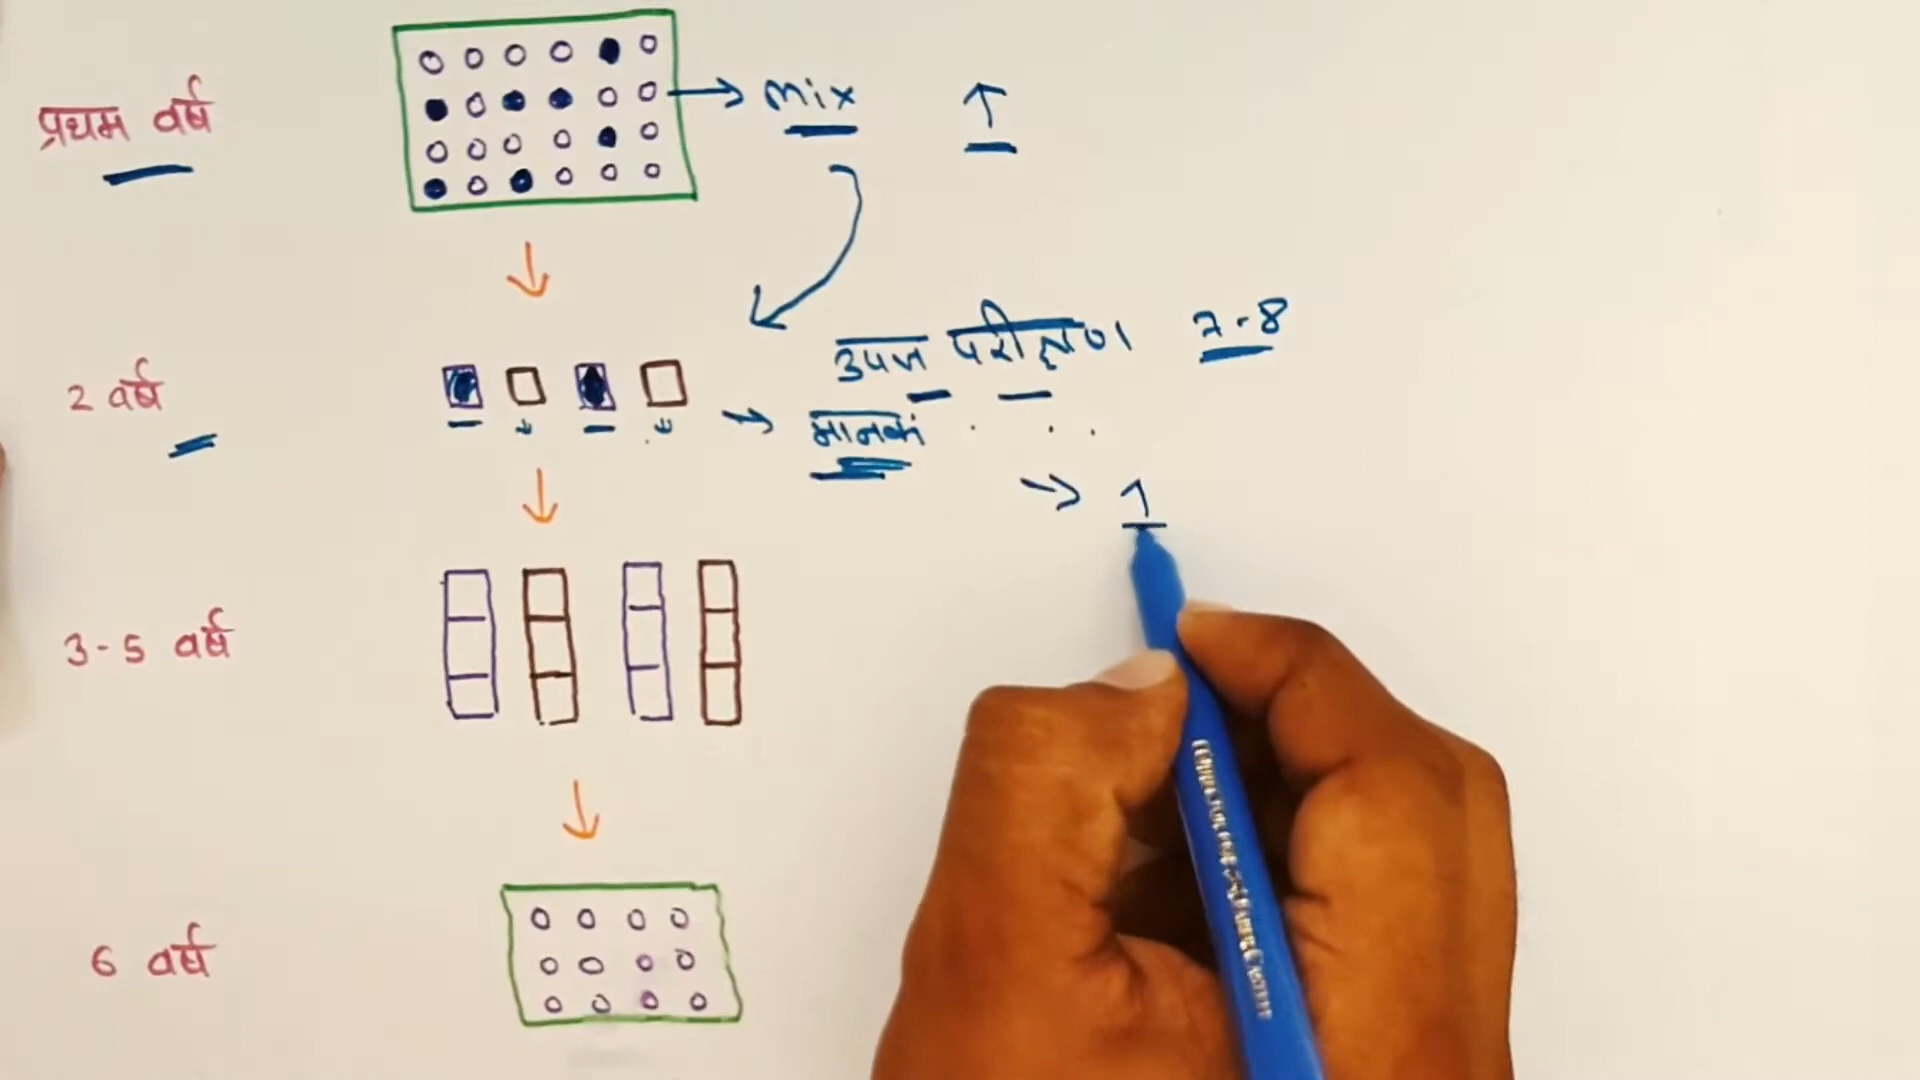 प्रथम वर्ष
mix
2 वर्ष
उपज परीक्षण 7-8
मानक
3-5 वर्ष
6 वर्ष